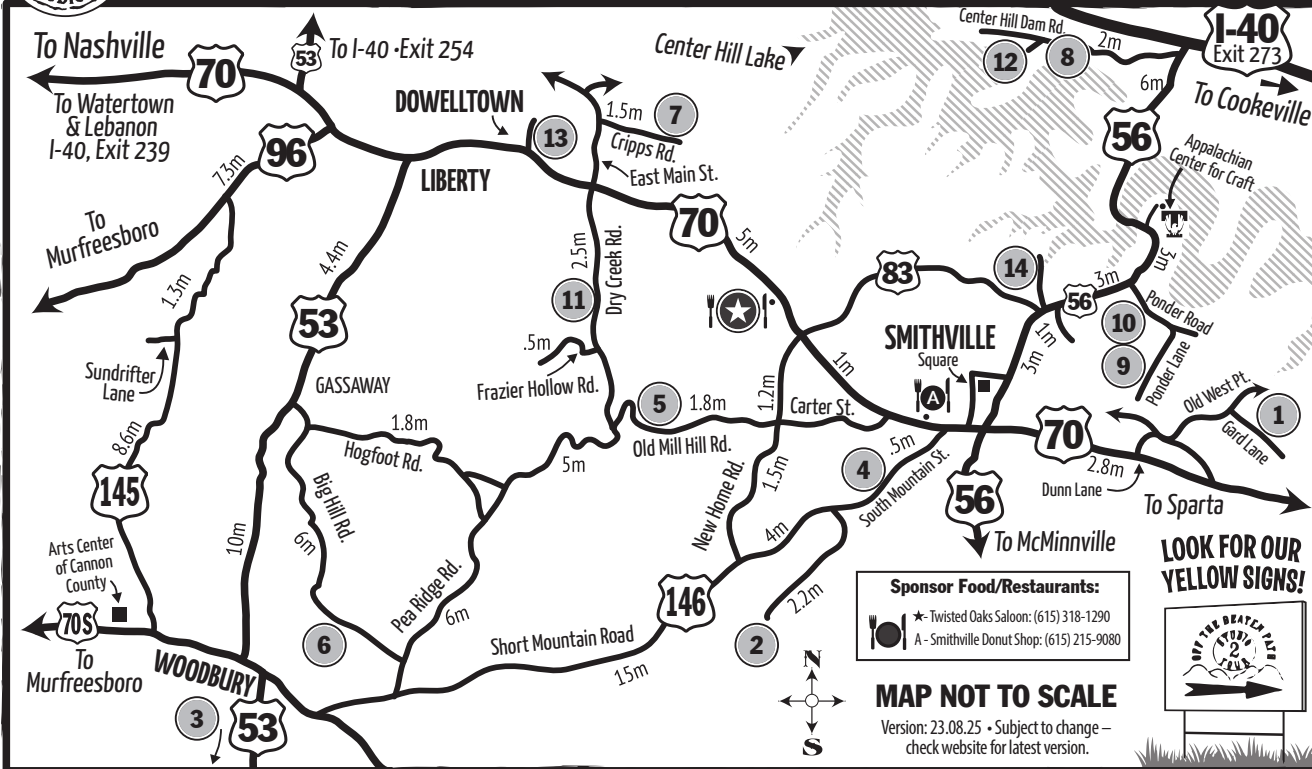 To Nashville
70
53
To I-40 •Exit 254
To Watertown
& Lebanon
I-40, Exit 239
96
7.3m
To
Murfreesboro
DOWELLTOWN
13
LIBERTY
Center Hill Lake
1.5m
7
Cripps Rd.
East Main St.
Center Hill Dam Rd.
12
8
2m
I-40
Exit 273
6m
To Cookeville
56
Appalachian
Center for Craft
T
3m
70
5m
83
14
3m
56
1m
3m
10
9
Ponder Road
Ponder Lane
1.3m
Sundrifter
Lane
8.6m
145
4.4m
53
GASSAWAY
2.5m
Dry Creek Rd.
11
.5m
Frazier Hollow Rd.
SMITHVILLE
Square
A
1m
1.2m
Carter St.
5
1.8m
Old Mill Hill Rd.
Old West Pt.
1
Gard Lane
70
2.8m
Dunn Lane
To Sparta
1.8m
Hogfoot Rd.
5m
4
.5m
South Mountain St.
56
To McMinnville
New Home Rd.
1.5m
4m
Big Hill Rd.
6m
10m
Arts Center
of Cannon
County
70S
To
Murfreesboro
WOODBURY
3
53
6
Pea Ridge Rd.
6m
Short Mountain Road
15m
146
2.2m
2
N
S
Sponsor Food/Restaurants:
★- Twisted Oaks Saloon: (615) 318-1290
A - Smithville Donut Shop: (615) 215-9080
MAP NOT TO SCALE
Version: 23.08.25 • Subject to change –
check website for latest version.
LOOK FOR OUR
YELLOW SIGNS!
OFF THE BEATEN PATH
STUDIO
2
TOUR